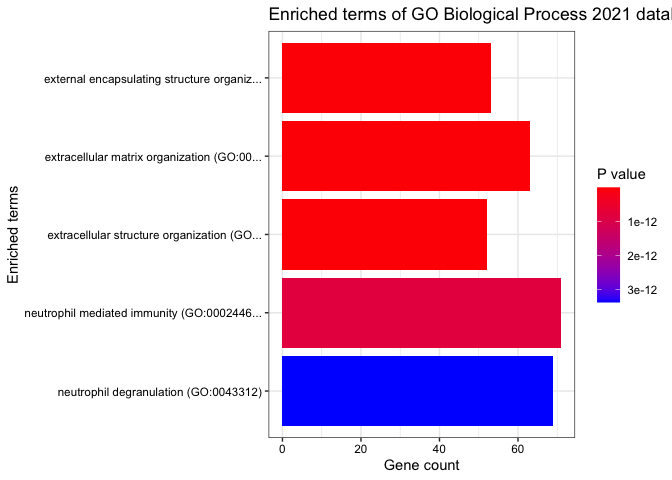 Enriched terms of GO Biological Process 2021 datal
external encapsulating structure organiz...
extracellular matrix organization (GO:00...
extracellular structure organization (GO...
neutrophil mediated immunity (GO:0002446...
neutrophil degranulation (GO:0043312)
Enriched terms
0 20 40 60
Gene count
P value
1e-12
2e-12
3e-12